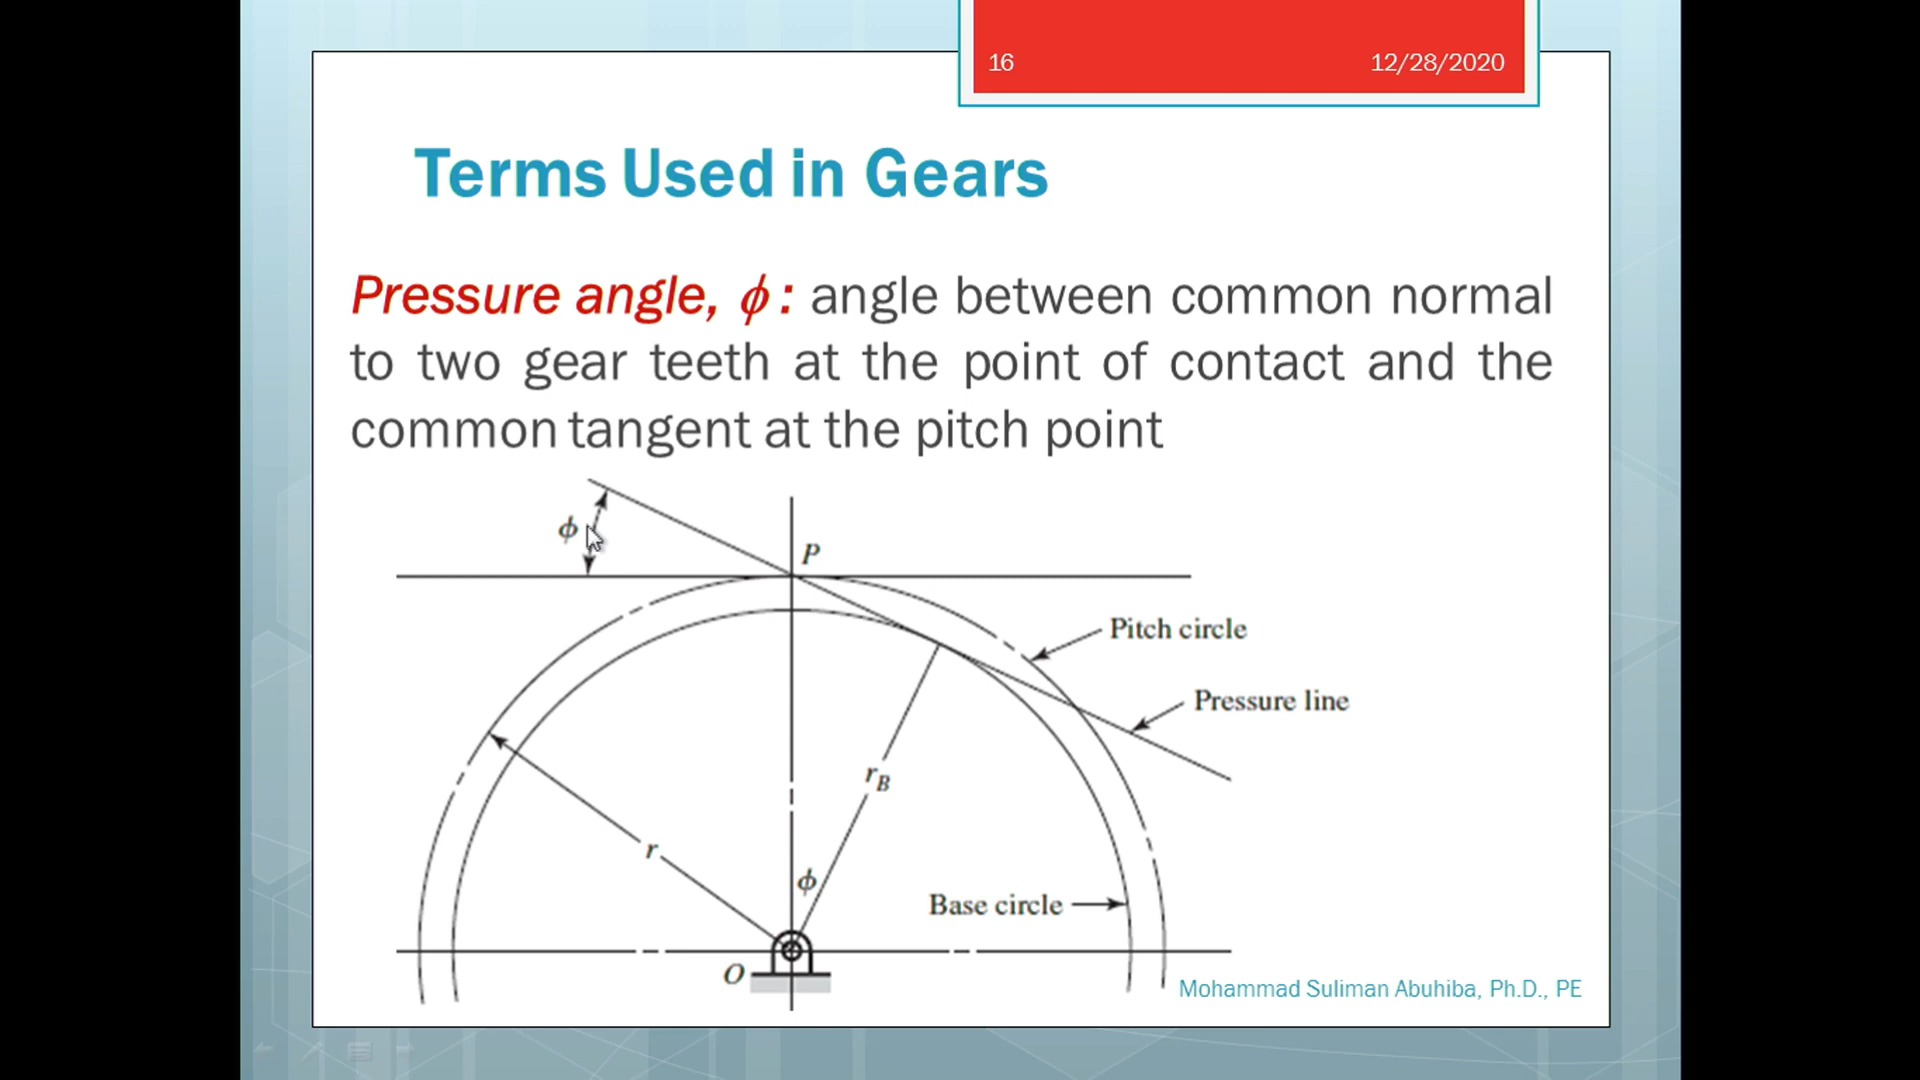 16 12/28/2020
Terms Used in Gears
Pressure angle, ϕ : angle between common normal
to two gear teeth at the point of contact and the
common tangent at the pitch point
ϕ
P
Pitch circle
Pressure line
r_B
r
ϕ
Base circle
O
Mohammad Suliman Abuhiba, Ph.D., PE